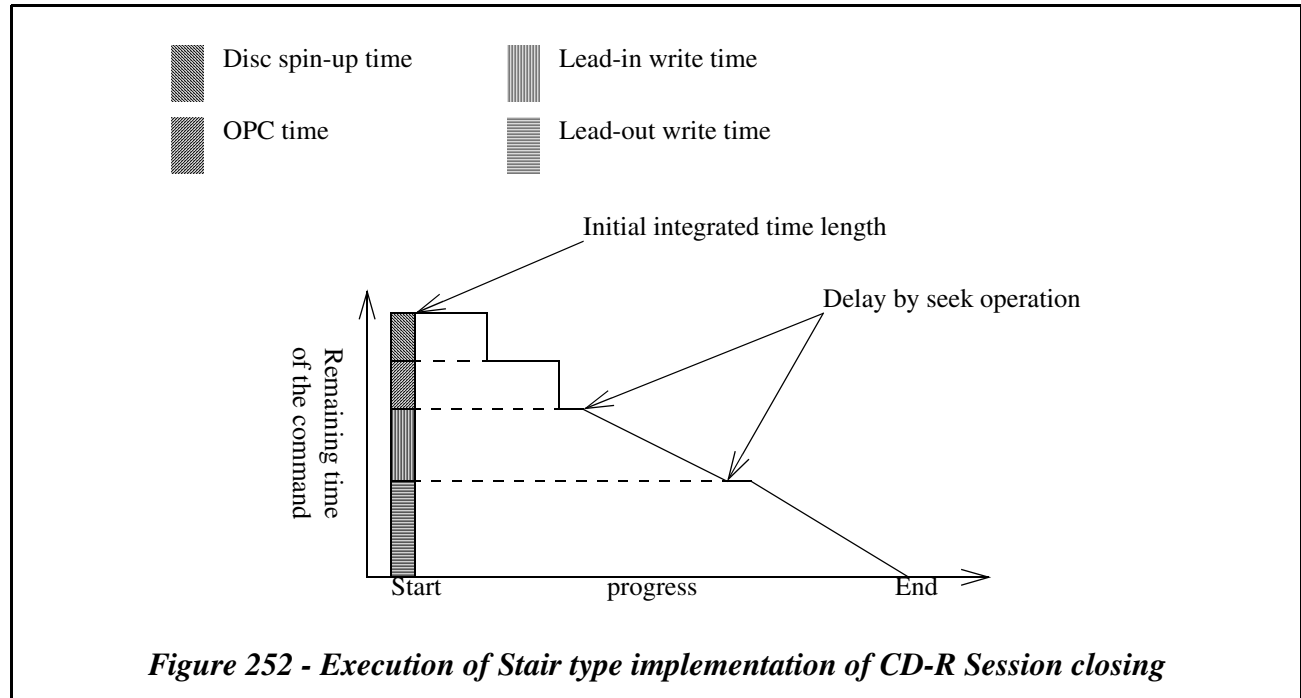 Disc spin-up time
Lead-in write time
OPC time
Lead-out write time
Initial integrated time length
Delay by seek operation
Remaining time
of the command
Start
progress
End
Figure 252 - Execution of Stair type implementation of CD-R Session closing